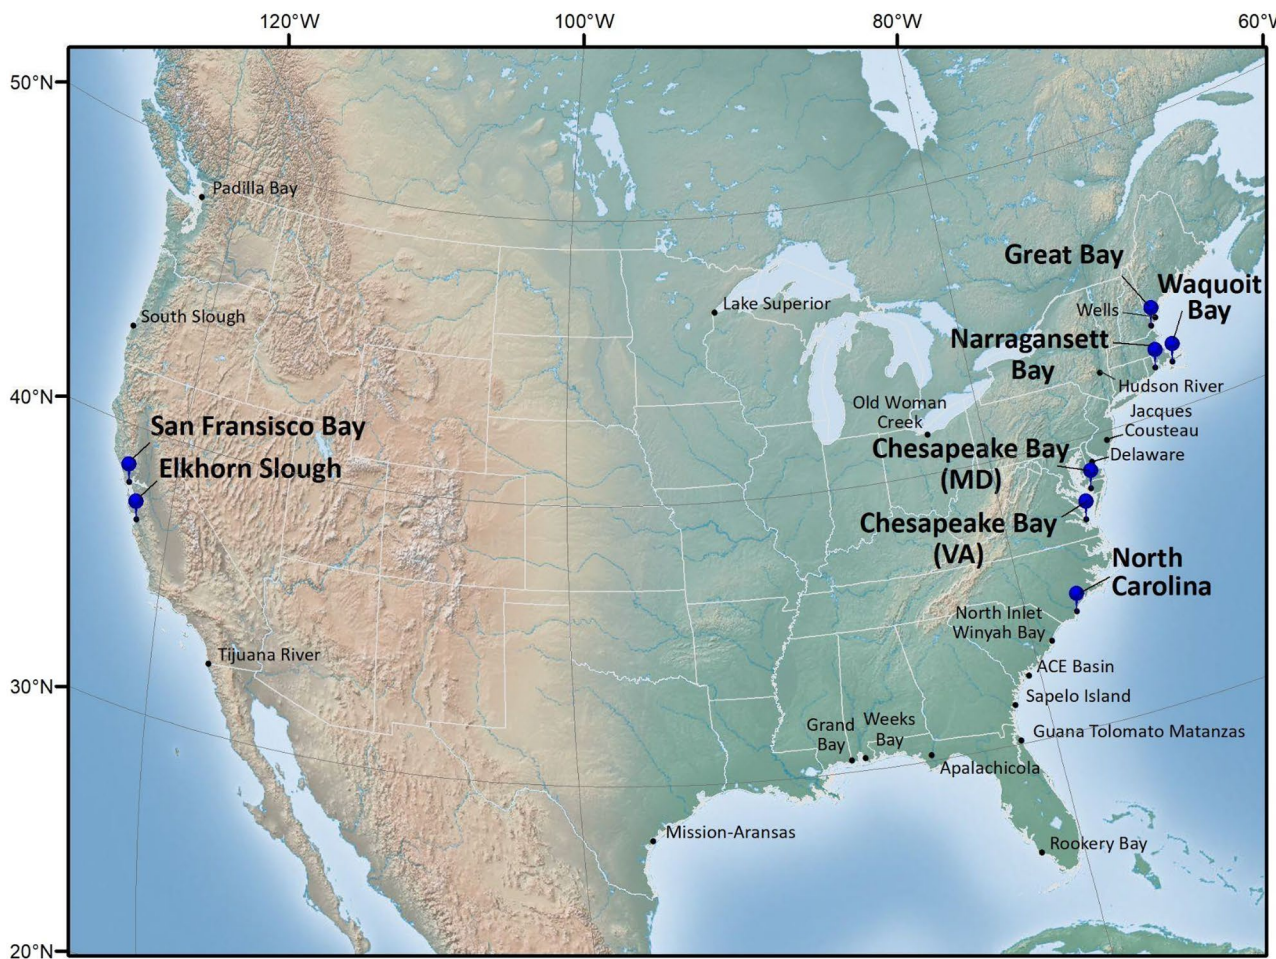 120°W
100°W
80°W
60°W
50°N
40°N
30°N
20°N
Padilla Bay
South Slough
San Fransisco Bay
Elkhorn Slough
Tijuana River
Lake Superior
Great Bay
Waquoit
Bay
Wells
Narragansett
Bay
Hudson River
Old Woman
Creek
Jacques
Cousteau
Delaware
Chesapeake Bay
(MD)
Chesapeake Bay
(VA)
North
Carolina
North Inlet
Winyah Bay
ACE Basin
Sapelo Island
Guana Tolomato Matanzas
Grand
Bay
Weeks
Bay
Apalachicola
Mission-Aransas
Rookery Bay